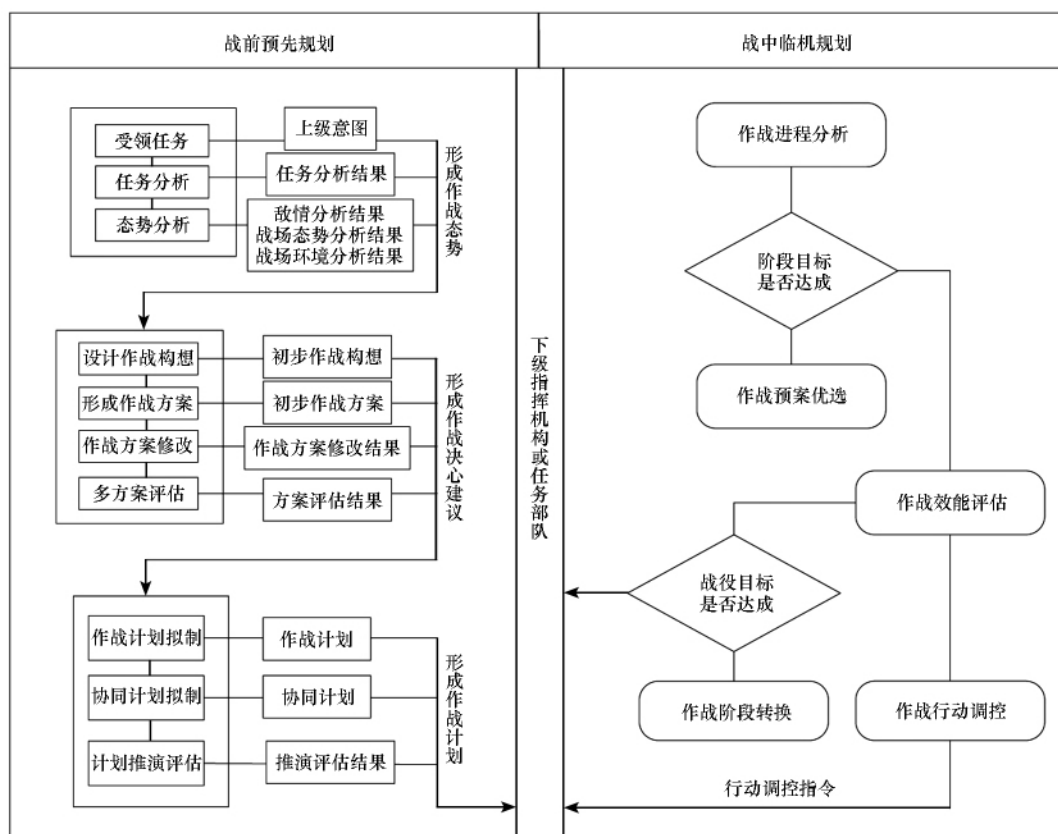 战前预先规划
战中临机规划
受领任务
上级意图
任务分析
任务分析结果
态势分析
敌情分析结果
战场态势分析结果
战场环境分析结果
形成作战态势
设计作战构想
初步作战构想
形成作战方案
初步作战方案
作战方案修改
作战方案修改结果
多方案评估
方案评估结果
形成作战决心建议
作战计划拟制
作战计划
协同计划拟制
协同计划
计划推演评估
推演评估结果
形成作战计划
下级指挥机构或任务部队
作战进程分析
阶段目标
是否达成
作战预案优选
作战效能评估
战役目标
是否达成
作战阶段转换
作战行动调控
行动调控指令